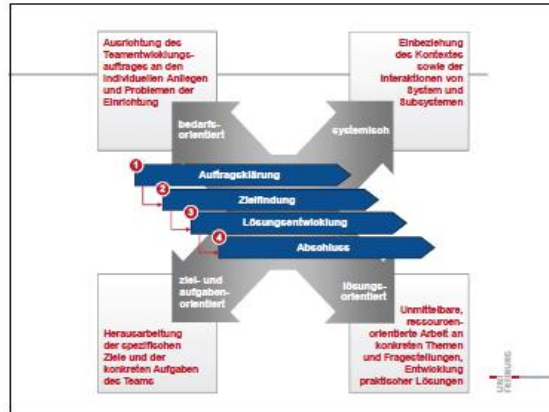 Ausrichtung des
Teamentwicklungs-
auftrages an den
individuellen Anliegen
und Problemen der
Einrichtung
Einbeziehung
des Kontextes
sowie der
Interaktionen von
System und
Subsystemen
bedarfs-
orientiert
systemisch
1 Auftragsklärung
2 Zielfindung
3 Lösungsentwicklung
4 Abschluss
ziel- und
aufgaben-
orientiert
lösungs-
orientiert
Herausarbeitung
der spezifischen
Ziele und der
konkreten Aufgaben
des Teams
Unmittelbare,
ressourcen-
orientierte Arbeit an
konkreten Themen
und Fragestellungen,
Entwicklung
praktischer Lösungen
UNI
FREIBURG